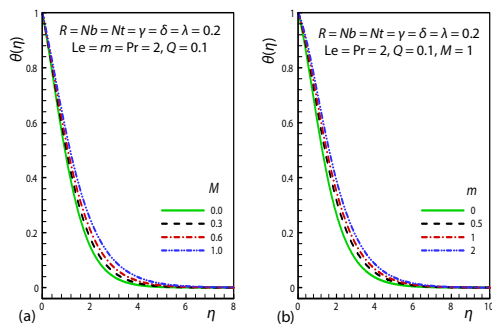 R = Nb = Nt = γ = δ = λ = 0.2
Le = m = Pr = 2, Q = 0.1
θ(η)
1
0.8
0.6
0.4
0.2
0
M
0.0
0.3
0.6
1.0
0
2
4
6
8
(a)
η
R = Nb = Nt = γ = δ = λ = 0.2
Le = Pr = 2, Q = 0.1, M = 1
θ(η)
1
0.8
0.6
0.4
0.2
0
m
0
0.5
1
2
0
2
4
6
8
10
(b)
η